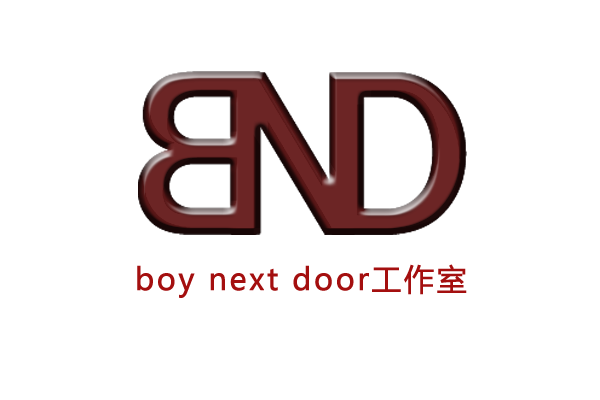 BND
boy next door工作室